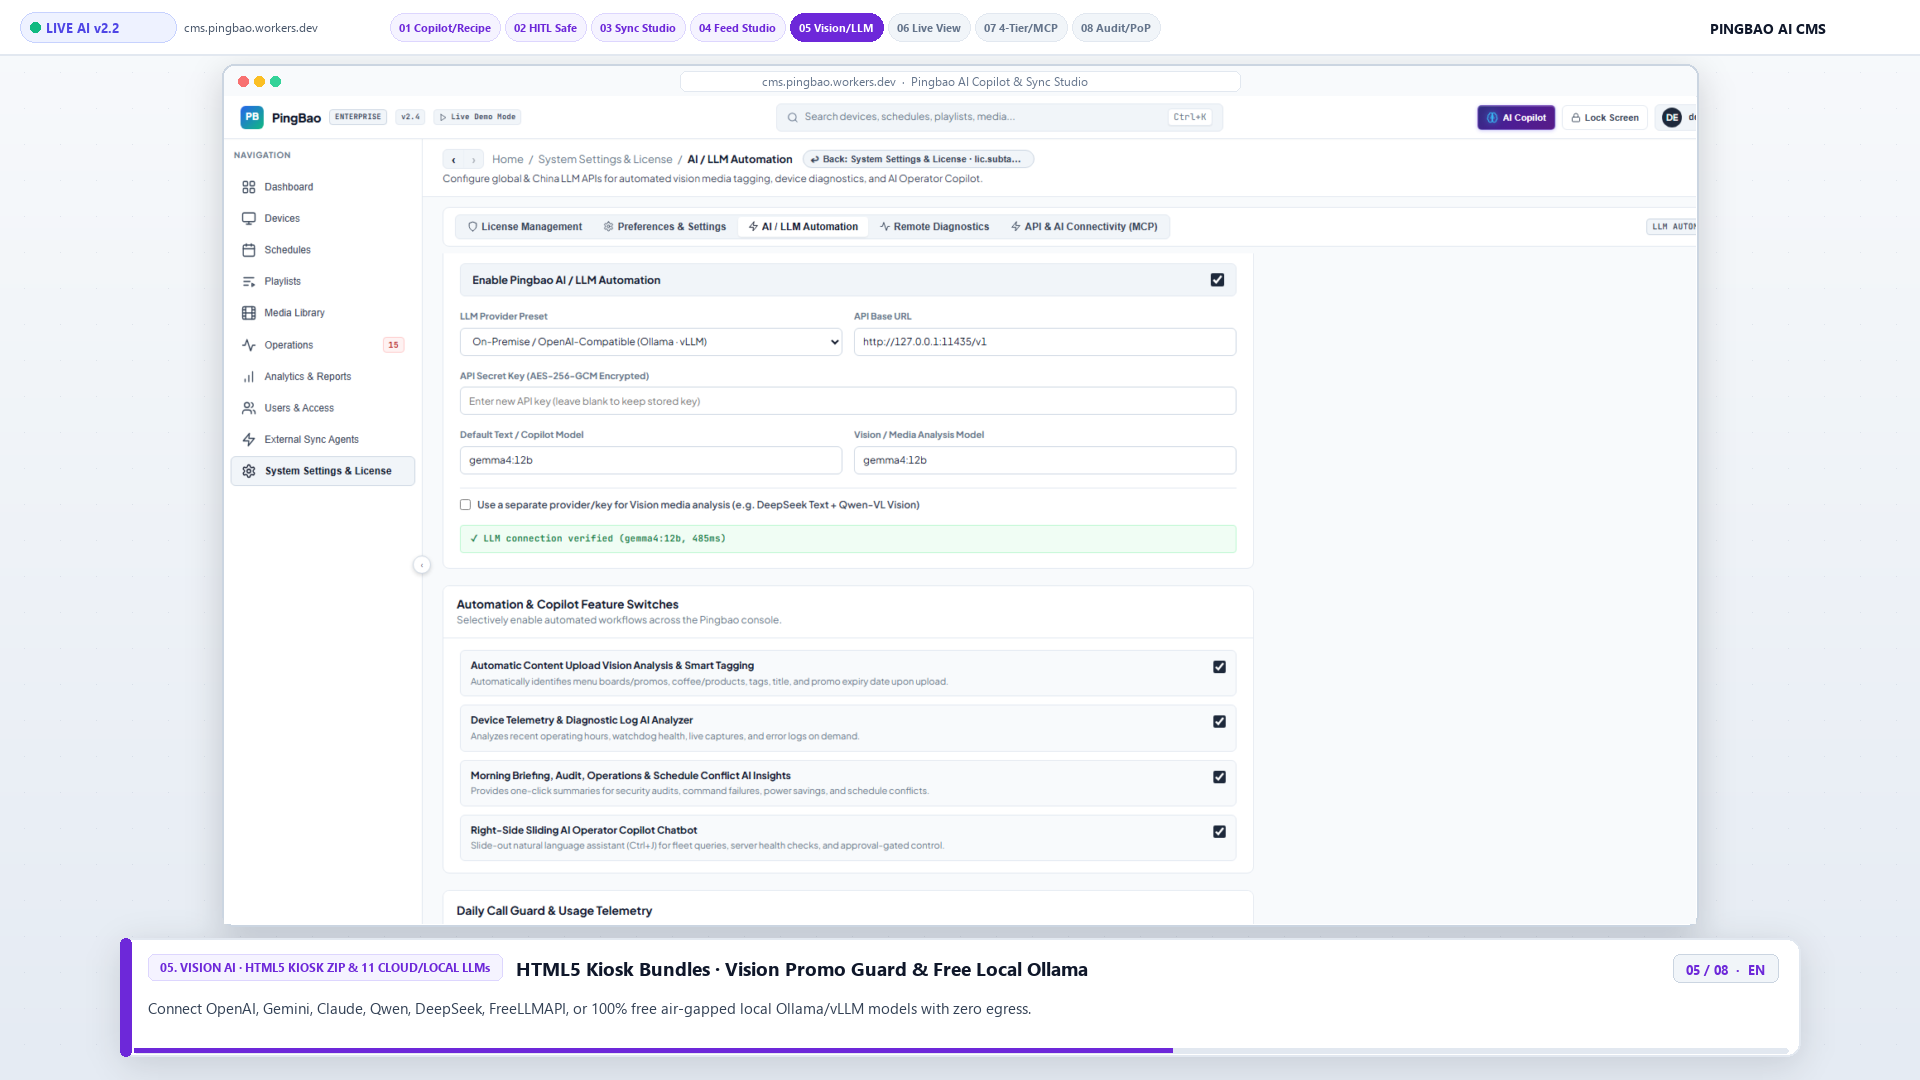 LIVE AI v2.2
cms.pingbao.workers.dev
01 Copilot/Recipe
02 HITL Safe
03 Sync Studio
04 Feed Studio
05 Vision/LLM
06 Live View
07 4-Tier/MCP
08 Audit/PoP
PINGBAO AI CMS
cms.pingbao.workers.dev · Pingbao AI Copilot & Sync Studio
PB
PingBao
ENTERPRISE
v2.4
Live Demo Mode
Search devices, schedules, playlists, media...
Ctrl+K
AI Copilot
Lock Screen
DE
NAVIGATION
Dashboard
Devices
Schedules
Playlists
Media Library
Operations
15
Analytics & Reports
Users & Access
External Sync Agents
System Settings & License
Home / System Settings & License / AI / LLM Automation
Back: System Settings & License · lic.subta...
Configure global & China LLM APIs for automated vision media tagging, device diagnostics, and AI Operator Copilot.
License Management
Preferences & Settings
AI / LLM Automation
Remote Diagnostics
API & AI Connectivity (MCP)
LLM AUTO
Enable Pingbao AI / LLM Automation
LLM Provider Preset
API Base URL
On-Premise / OpenAI-Compatible (Ollama · vLLM)
http://127.0.0.1:11435/v1
API Secret Key (AES-256-GCM Encrypted)
Enter new API key (leave blank to keep stored key)
Default Text / Copilot Model
Vision / Media Analysis Model
gemma4:12b
gemma4:12b
Use a separate provider/key for Vision media analysis (e.g. DeepSeek Text + Qwen-VL Vision)
✓ LLM connection verified (gemma4:12b, 485ms)
Automation & Copilot Feature Switches
Selectively enable automated workflows across the Pingbao console.
Automatic Content Upload Vision Analysis & Smart Tagging
Automatically identifies menu boards/promos, coffee/products, tags, title, and promo expiry date upon upload.
Device Telemetry & Diagnostic Log AI Analyzer
Analyzes recent operating hours, watchdog health, live captures, and error logs on demand.
Morning Briefing, Audit, Operations & Schedule Conflict AI Insights
Provides one-click summaries for security audits, command failures, power savings, and schedule conflicts.
Right-Side Sliding AI Operator Copilot Chatbot
Slide-out natural language assistant (Ctrl+J) for fleet queries, server health checks, and approval-gated control.
Daily Call Guard & Usage Telemetry
05. VISION AI · HTML5 KIOSK ZIP & 11 CLOUD/LOCAL LLMs
HTML5 Kiosk Bundles · Vision Promo Guard & Free Local Ollama
05 / 08 · EN
Connect OpenAI, Gemini, Claude, Qwen, DeepSeek, FreeLLMAPI, or 100% free air-gapped local Ollama/vLLM models with zero egress.